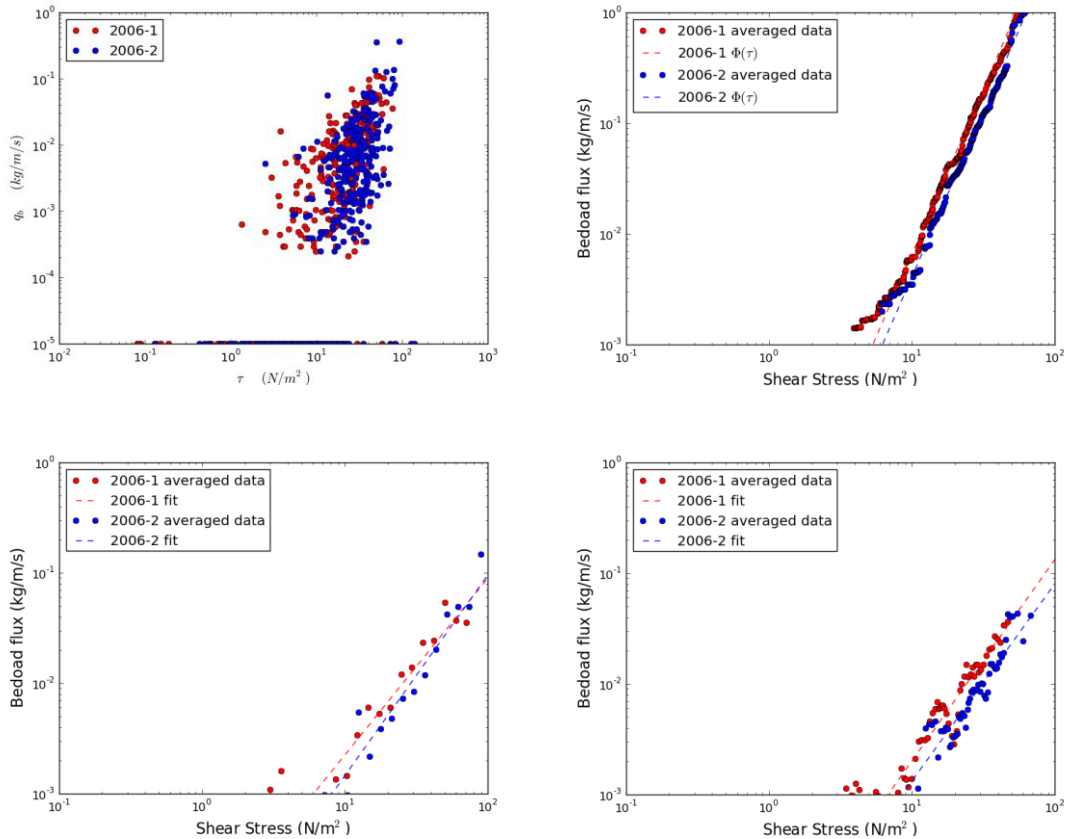 2006-1
2006-2
10^0
10^-1
10^-2
10^-3
10^-4
10^-5
q_b (kg/m/s)
10^-2 10^-1 10^0 10^1 10^2 10^3
τ (N/m^2)
2006-1 averaged data
2006-1 Φ(τ)
2006-2 averaged data
2006-2 Φ(τ)
10^0
10^-1
10^-2
10^-3
Bedoad flux (kg/m/s)
10^-1 10^0 10^1 10^2
Shear Stress (N/m^2)
2006-1 averaged data
2006-1 fit
2006-2 averaged data
2006-2 fit
10^0
10^-1
10^-2
10^-3
Bedoad flux (kg/m/s)
10^-1 10^0 10^1 10^2
Shear Stress (N/m^2)
2006-1 averaged data
2006-1 fit
2006-2 averaged data
2006-2 fit
10^0
10^-1
10^-2
10^-3
Bedoad flux (kg/m/s)
10^-1 10^0 10^1 10^2
Shear Stress (N/m^2)